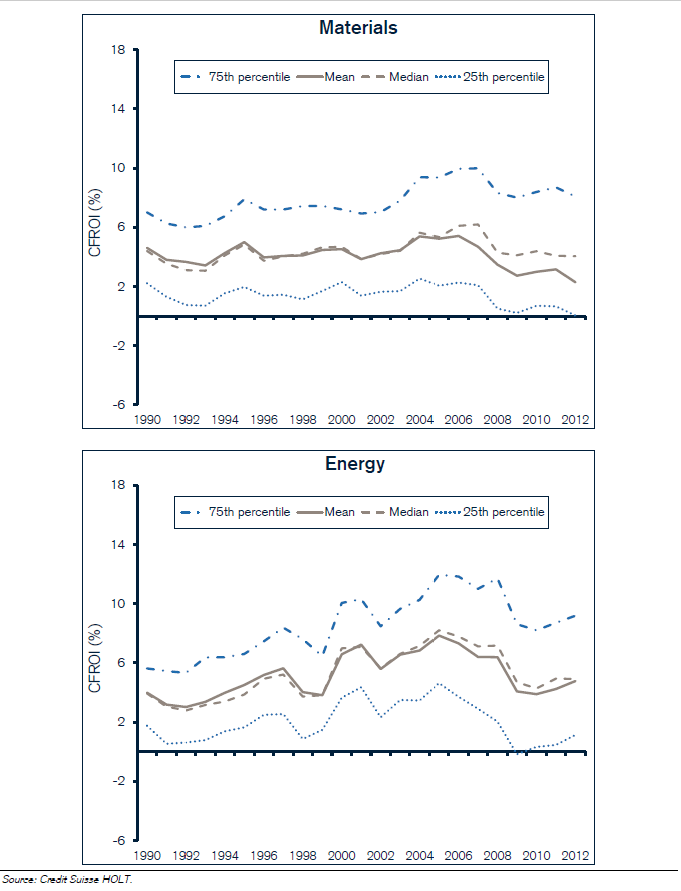 Materials
18
75th percentile Mean Median 25th percentile
14
10
CFROI (%)
6
2
-2
-6
1990 1992 1994 1996 1998 2000 2002 2004 2006 2008 2010 2012
Energy
18
75th percentile Mean Median 25th percentile
14
10
CFROI (%)
6
2
-2
-6
1990 1992 1994 1996 1998 2000 2002 2004 2006 2008 2010 2012
Source: Credit Suisse HOLT.